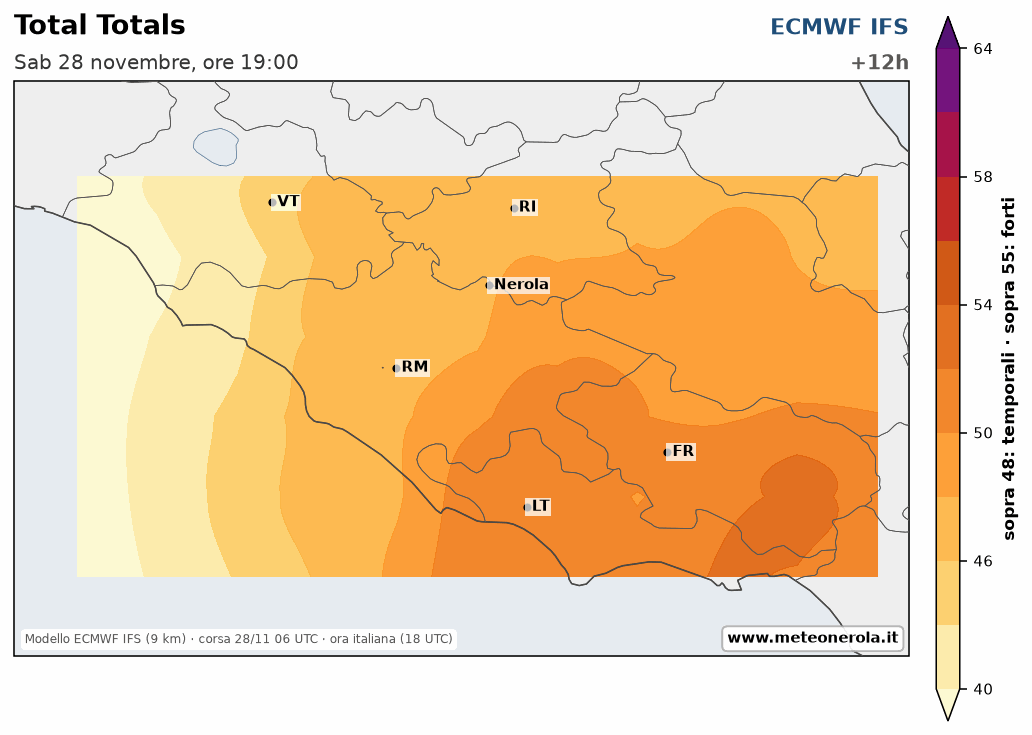 Total Totals
ECMWF IFS
Sab 28 novembre, ore 19:00
+12h
VT
RI
Nerola
RM
FR
LT
64
58
54
50
46
40
sopra 48: temporali · sopra 55: forti
Modello ECMWF IFS (9 km) · corsa 28/11 06 UTC · ora italiana (18 UTC)
www.meteonerola.it